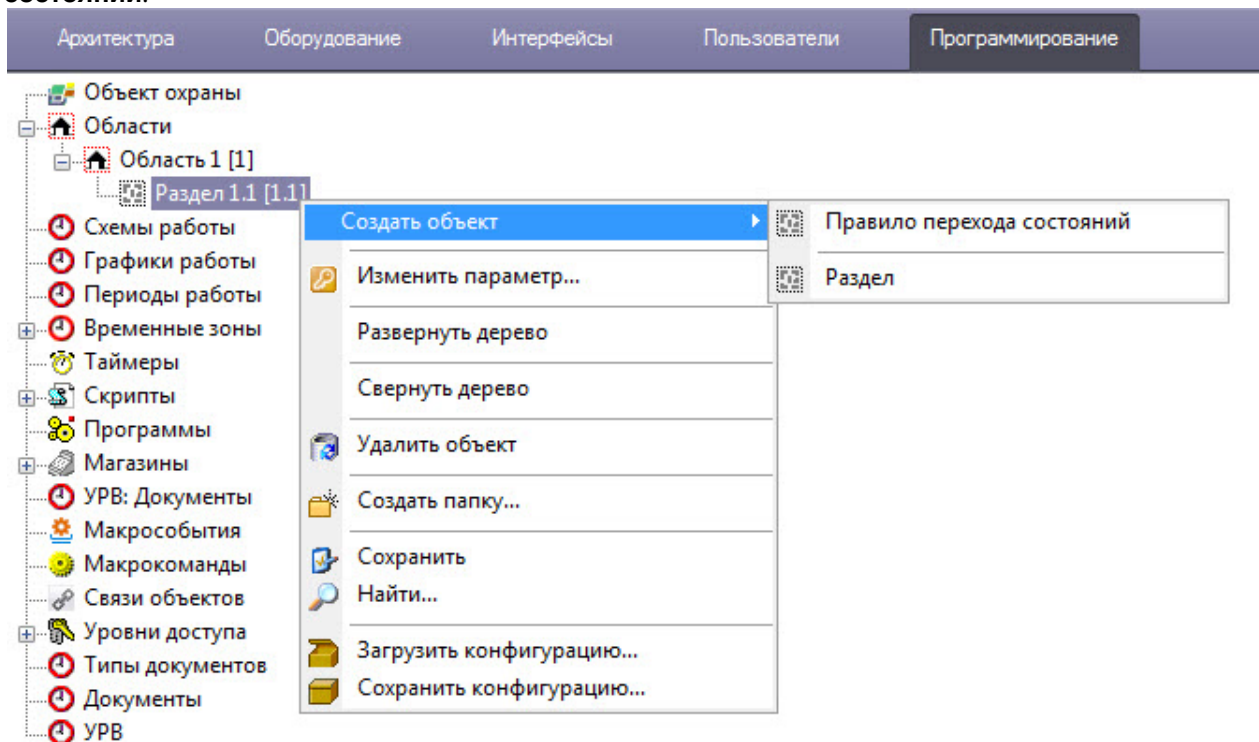 состояний.
Архитектура Оборудование Интерфейсы Пользователи Программирование
Объект охраны
Области
Область 1 [1]
Раздел 1.1 [1.1]
Схемы работы
Графики работы
Периоды работы
Временные зоны
Таймеры
Скрипты
Программы
Магазины
УРВ: Документы
Макрособытия
Макрокоманды
Связи объектов
Уровни доступа
Типы документов
Документы
УРВ
Создать объект
Изменить параметр...
Развернуть дерево
Свернуть дерево
Удалить объект
Создать папку...
Сохранить
Найти...
Загрузить конфигурацию...
Сохранить конфигурацию...
Правило перехода состояний
Раздел